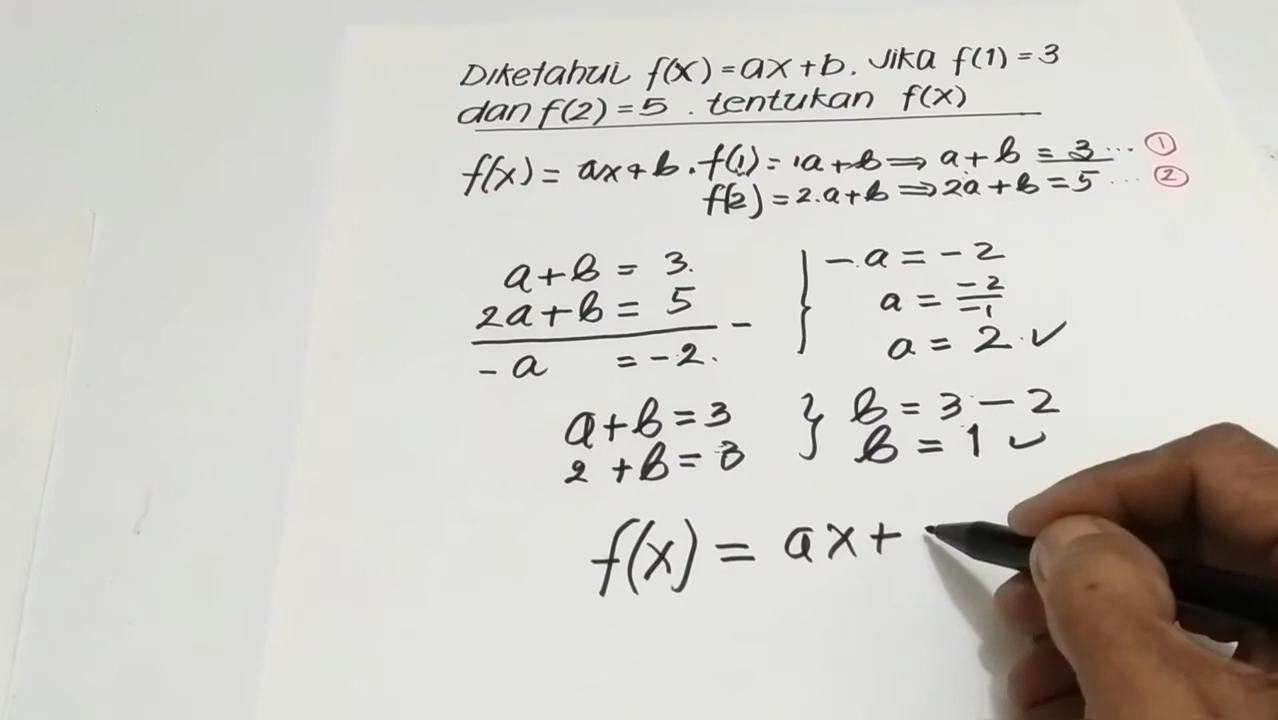 Diketahui f(x) = ax + b. Jika f(1) = 3
dan f(2) = 5 . tentukan f(x)
f(x) = ax + b . f(1) = 1a + b ⇒ a + b = 3 ... ①
f(2) = 2.a + b ⇒ 2a + b = 5 ... ②
a + b = 3.
2a + b = 5
-
- a = - 2.
} - a = - 2
a = -2/-1
a = 2. ✓
a + b = 3
2 + b = 3
} b = 3 - 2
b = 1 ✓
f(x) = ax +